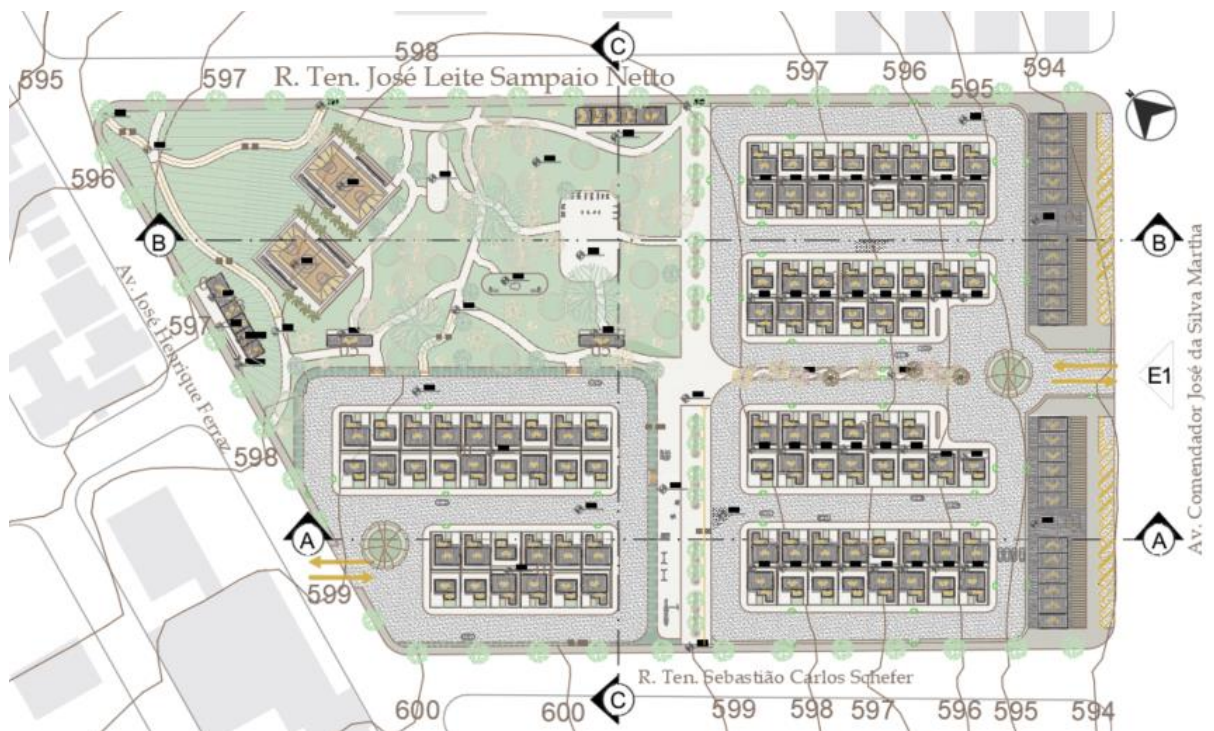 C
598
595
597
R. Ten. José Leite Sampaio Netto
597
596
595
594
N
596
B
B
Av. José Henrique Ferraz
597
Av. Comendador José da Silva Martha
E1
598
A
A
599
R. Ten. Sebastião Carlos Schefer
600
600
C
599
598
597
596
595
594